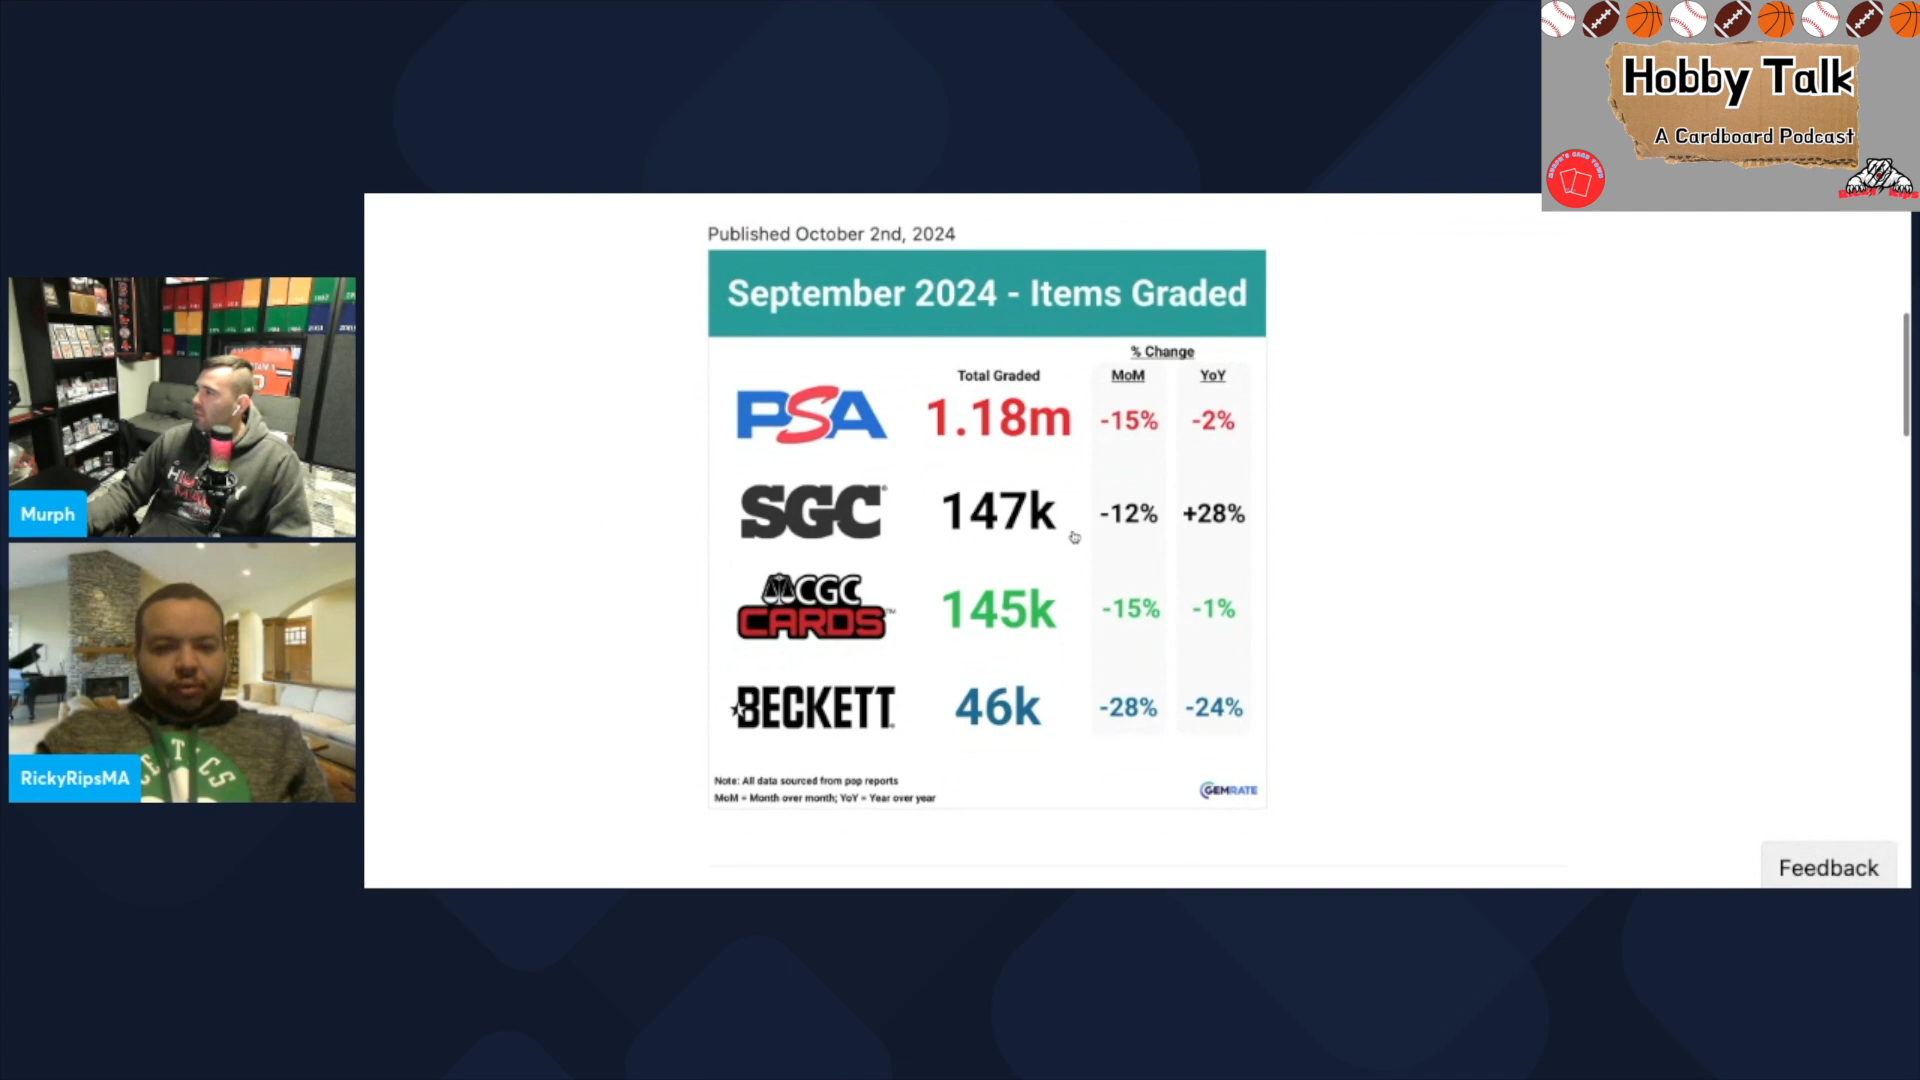 Hobby Talk
A Cardboard Podcast
Published October 2nd, 2024
September 2024 - Items Graded
% Change
Total Graded MoM YoY
PSA 1.18m -15% -2%
SGC 147k -12% +28%
CGC CARDS 145k -15% -1%
BECKETT 46k -28% -24%
Note: All data sourced from pop reports
MoM = Month over month; YoY = Year over year
GEMRATE
Feedback
Murph
RickyRipsMA